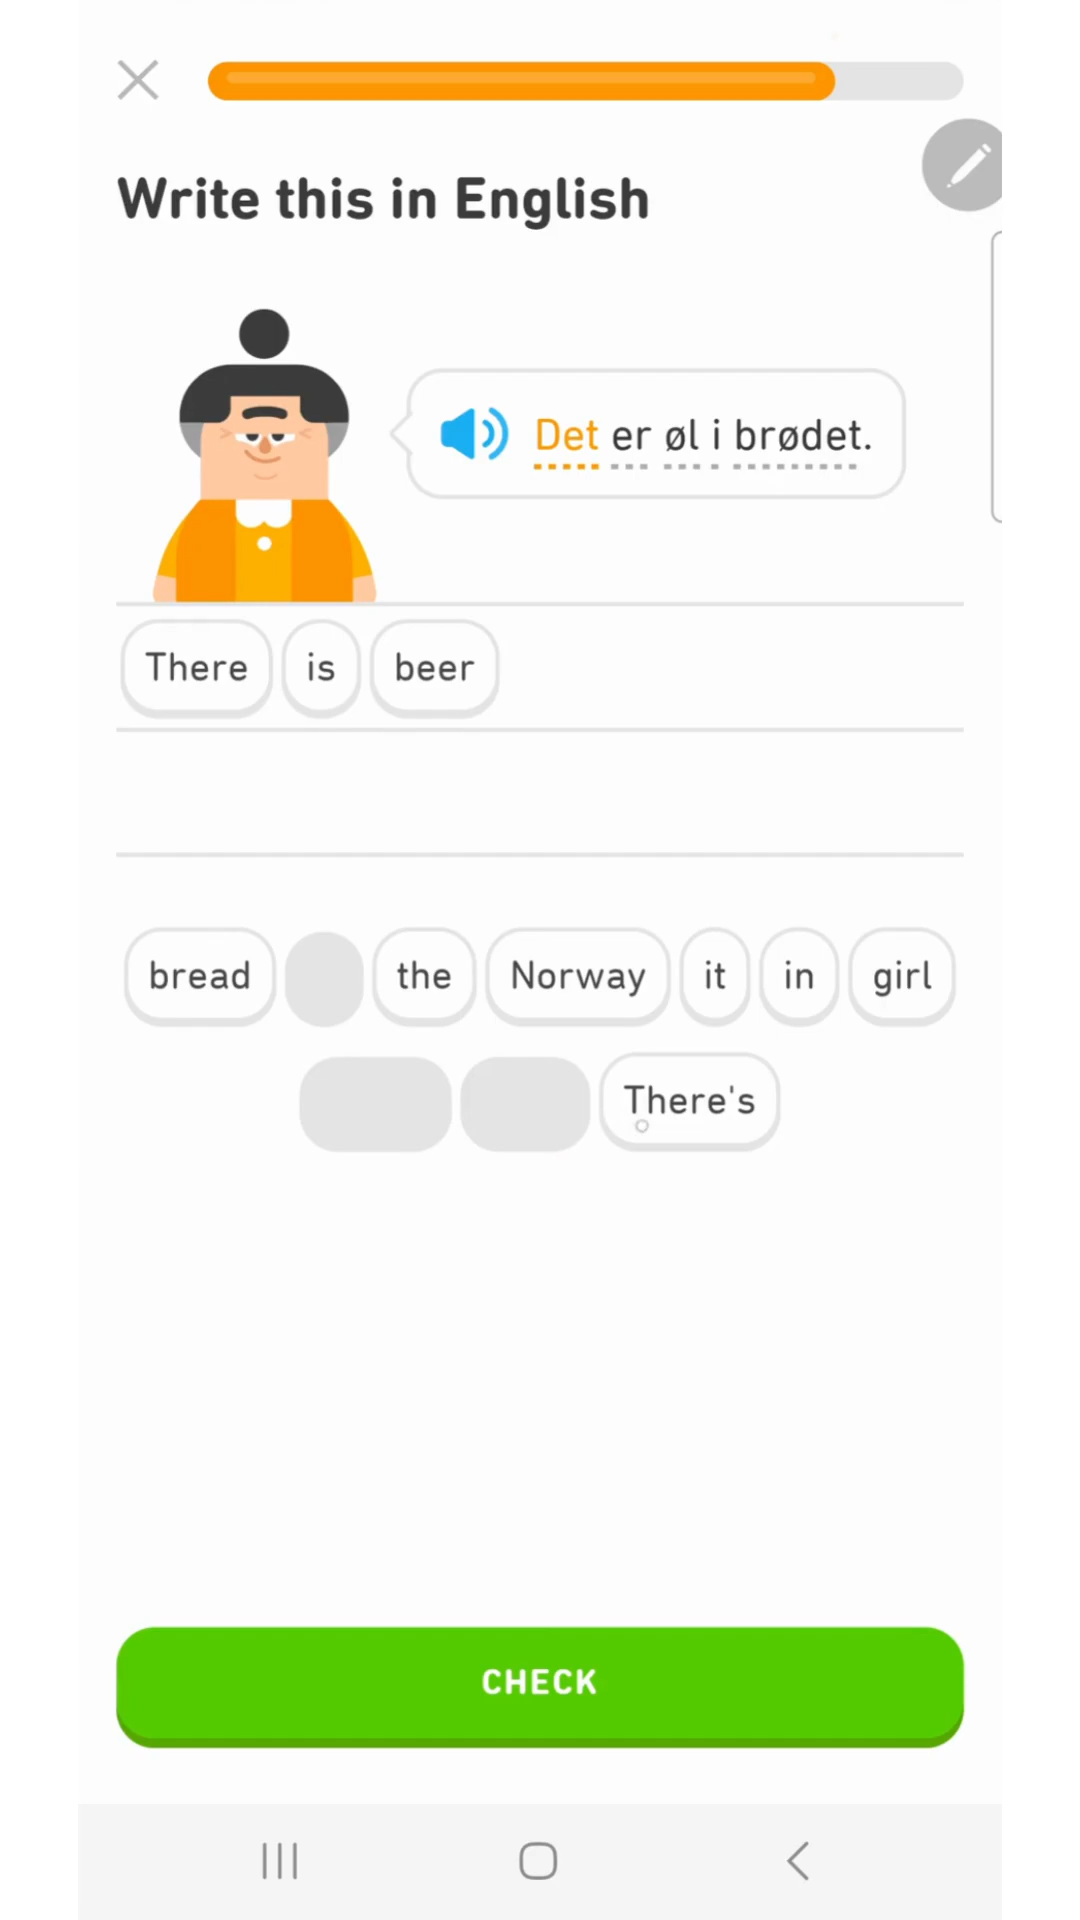 Write this in English
Det er øl i brødet.
There is beer
bread the Norway it in girl
There's
CHECK